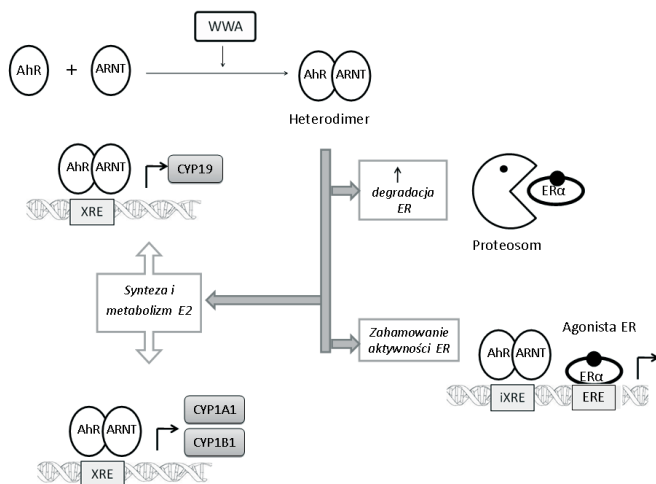 WWA
AhR + ARNT
AhR ARNT
Heterodimer
AhR ARNT
CYP19
XRE
↑
degradacja
ER
ERα
Proteosom
Synteza i
metabolizm E2
Zahamowanie
aktywności ER
Agonista ER
AhR ARNT
ERα
iXRE
ERE
AhR ARNT
CYP1A1
CYP1B1
XRE